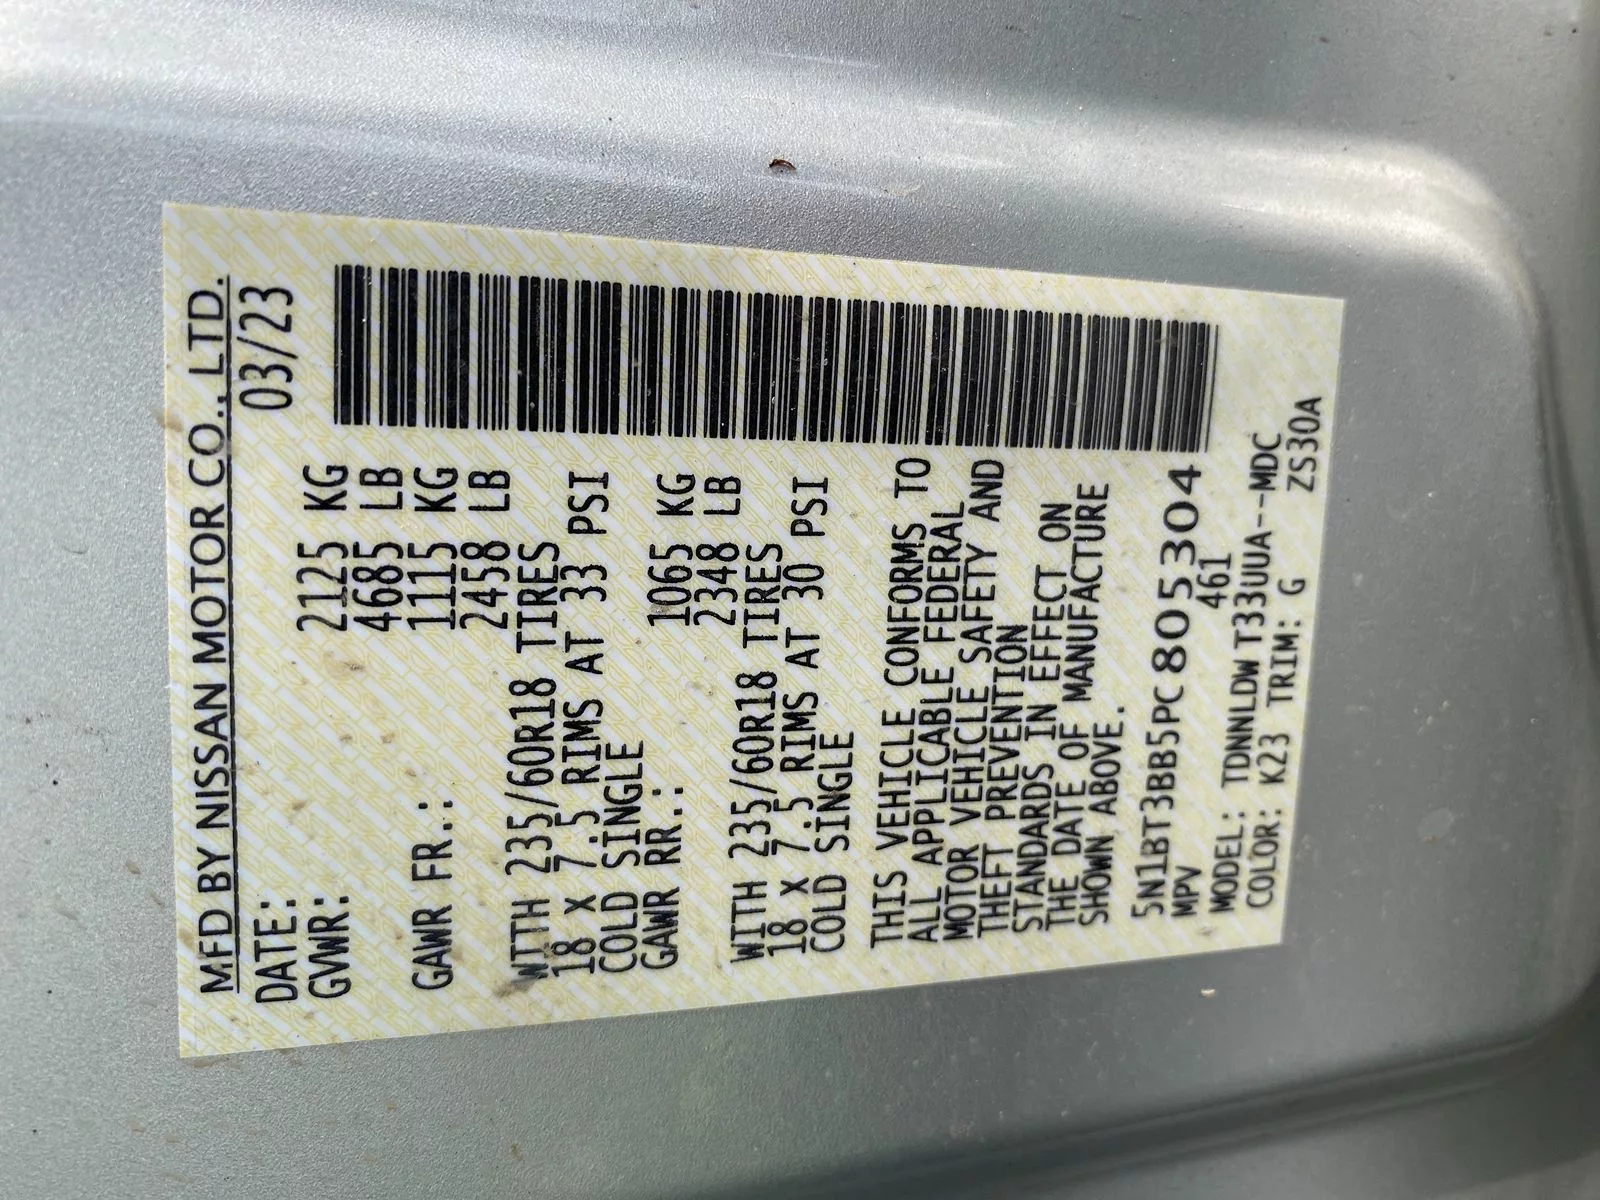 MFD BY NISSAN MOTOR CO., LTD.
DATE: 03/23
GVWR: 2125 KG
4685 LB
GAWR FR.: 1115 KG
2458 LB
WITH 235/60R18 TIRES
18 X 7.5 RIMS AT 33 PSI
COLD SINGLE
GAWR RR.: 1065 KG
2348 LB
WITH 235/60R18 TIRES
18 X 7.5 RIMS AT 30 PSI
COLD SINGLE
THIS VEHICLE CONFORMS TO
ALL APPLICABLE FEDERAL
MOTOR VEHICLE SAFETY AND
THEFT PREVENTION
STANDARDS IN EFFECT ON
THE DATE OF MANUFACTURE
SHOWN ABOVE.
5N1BT3BB5PC805304
MPV 461
MODEL: TDNNLDWT33UUA--MDC
COLOR: K23 TRIM: G ZS30A